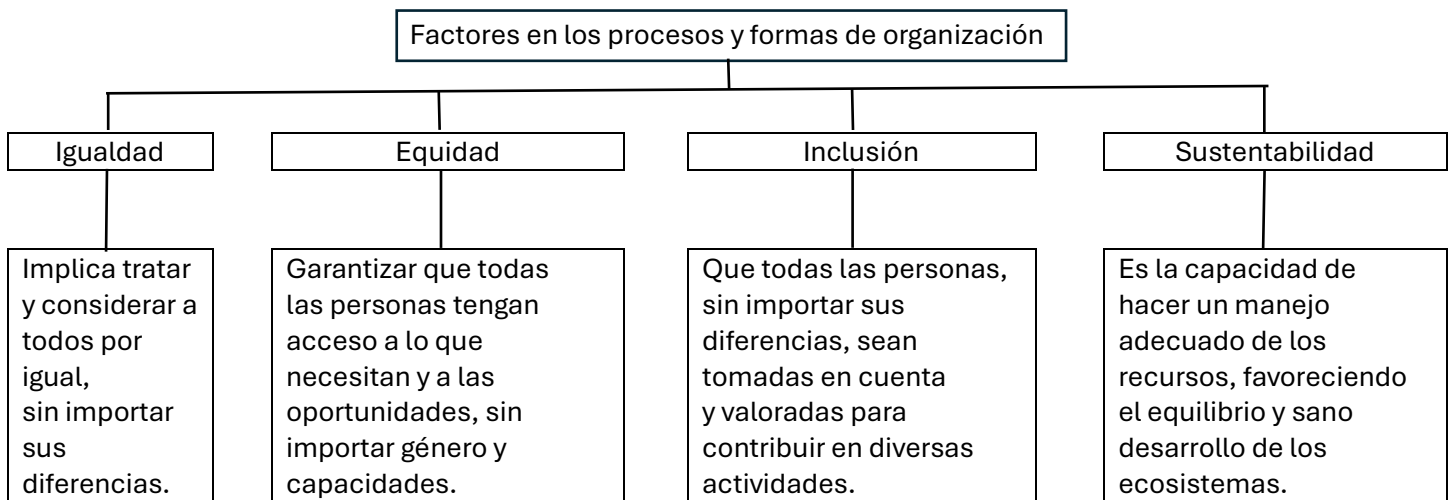 Factores en los procesos y formas de organización
Igualdad
Equidad
Inclusión
Sustentabilidad
Implica tratar
y considerar a
todos por
igual,
sin importar
sus
diferencias.
Garantizar que todas
las personas tengan
acceso a lo que
necesitan y a las
oportunidades, sin
importar género y
capacidades.
Que todas las personas,
sin importar sus
diferencias, sean
tomadas en cuenta
y valoradas para
contribuir en diversas
actividades.
Es la capacidad de
hacer un manejo
adecuado de los
recursos, favoreciendo
el equilibrio y sano
desarrollo de los
ecosistemas.